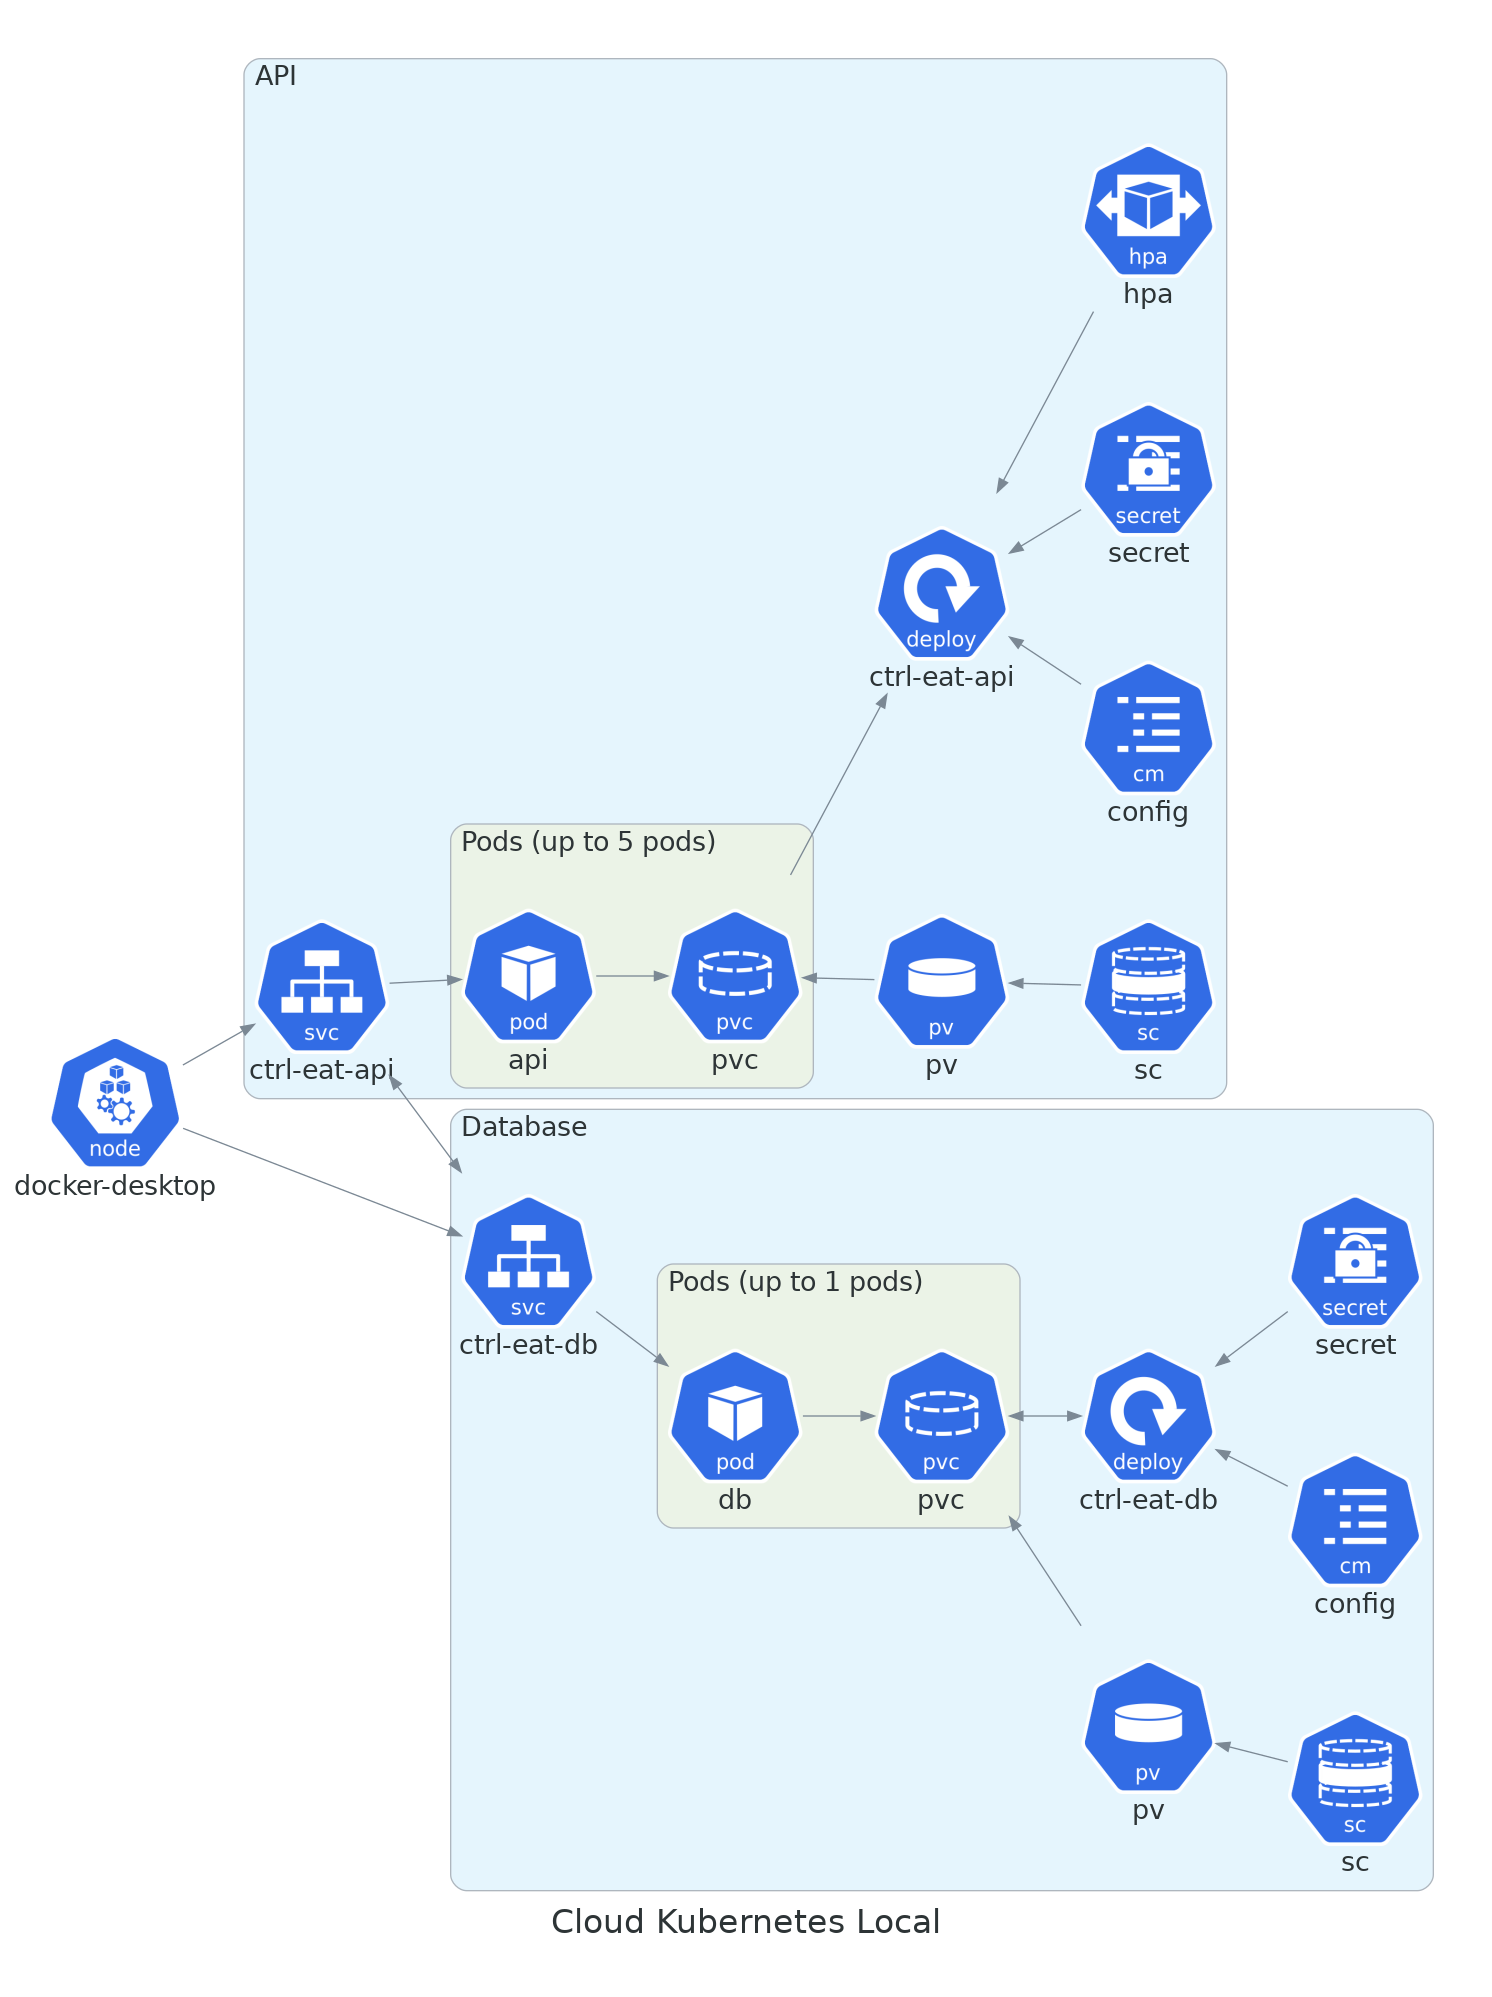 API
hpa
hpa
secret
secret
deploy
ctrl-eat-api
cm
config
Pods (up to 5 pods)
svc
ctrl-eat-api
pod
api
pvc
pvc
pv
pv
sc
sc
node
docker-desktop
Database
svc
ctrl-eat-db
secret
secret
Pods (up to 1 pods)
pod
db
pvc
pvc
deploy
ctrl-eat-db
cm
config
pv
pv
sc
sc
Cloud Kubernetes Local